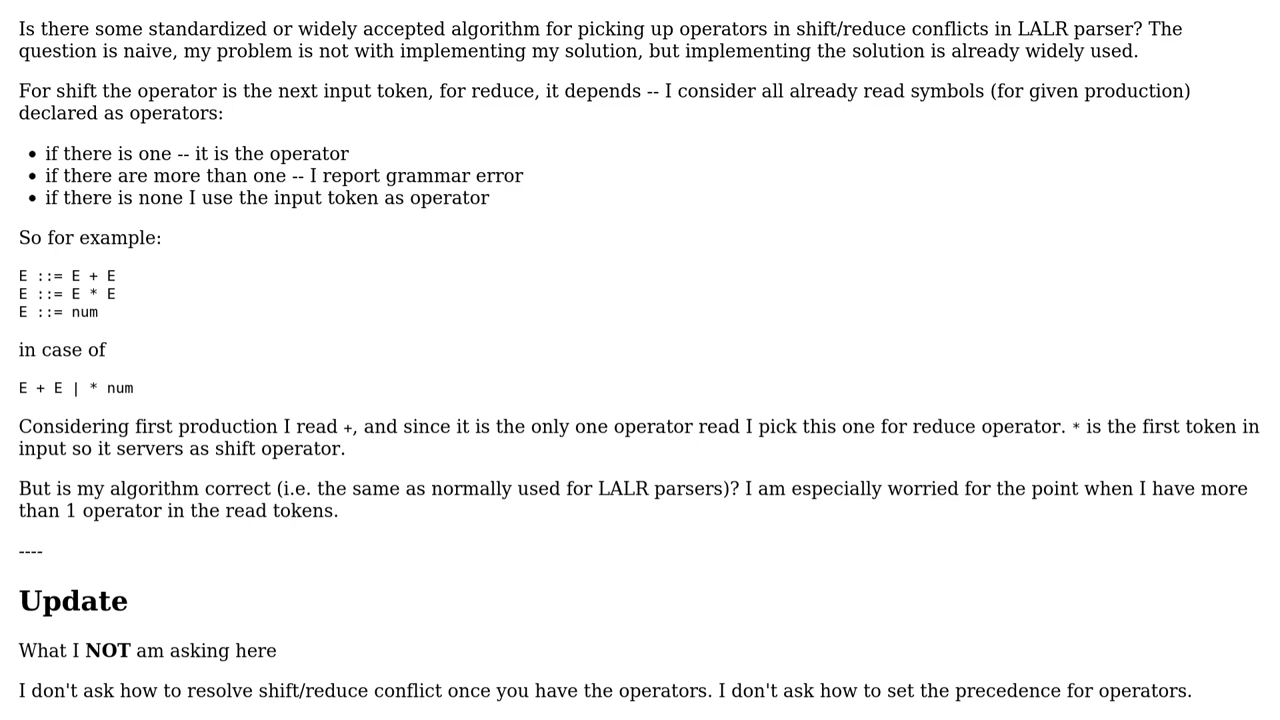 Is there some standardized or widely accepted algorithm for picking up operators in shift/reduce conflicts in LALR parser? The
question is naive, my problem is not with implementing my solution, but implementing the solution is already widely used.
For shift the operator is the next input token, for reduce, it depends -- I consider all already read symbols (for given production)
declared as operators:
• if there is one -- it is the operator
• if there are more than one -- I report grammar error
• if there is none I use the input token as operator
So for example:
E ::= E + E
E ::= E * E
E ::= num
in case of
E + E | * num
Considering first production I read +, and since it is the only one operator read I pick this one for reduce operator. * is the first token in
input so it servers as shift operator.
But is my algorithm correct (i.e. the same as normally used for LALR parsers)? I am especially worried for the point when I have more
than 1 operator in the read tokens.
----
Update
What I NOT am asking here
I don't ask how to resolve shift/reduce conflict once you have the operators. I don't ask how to set the precedence for operators.